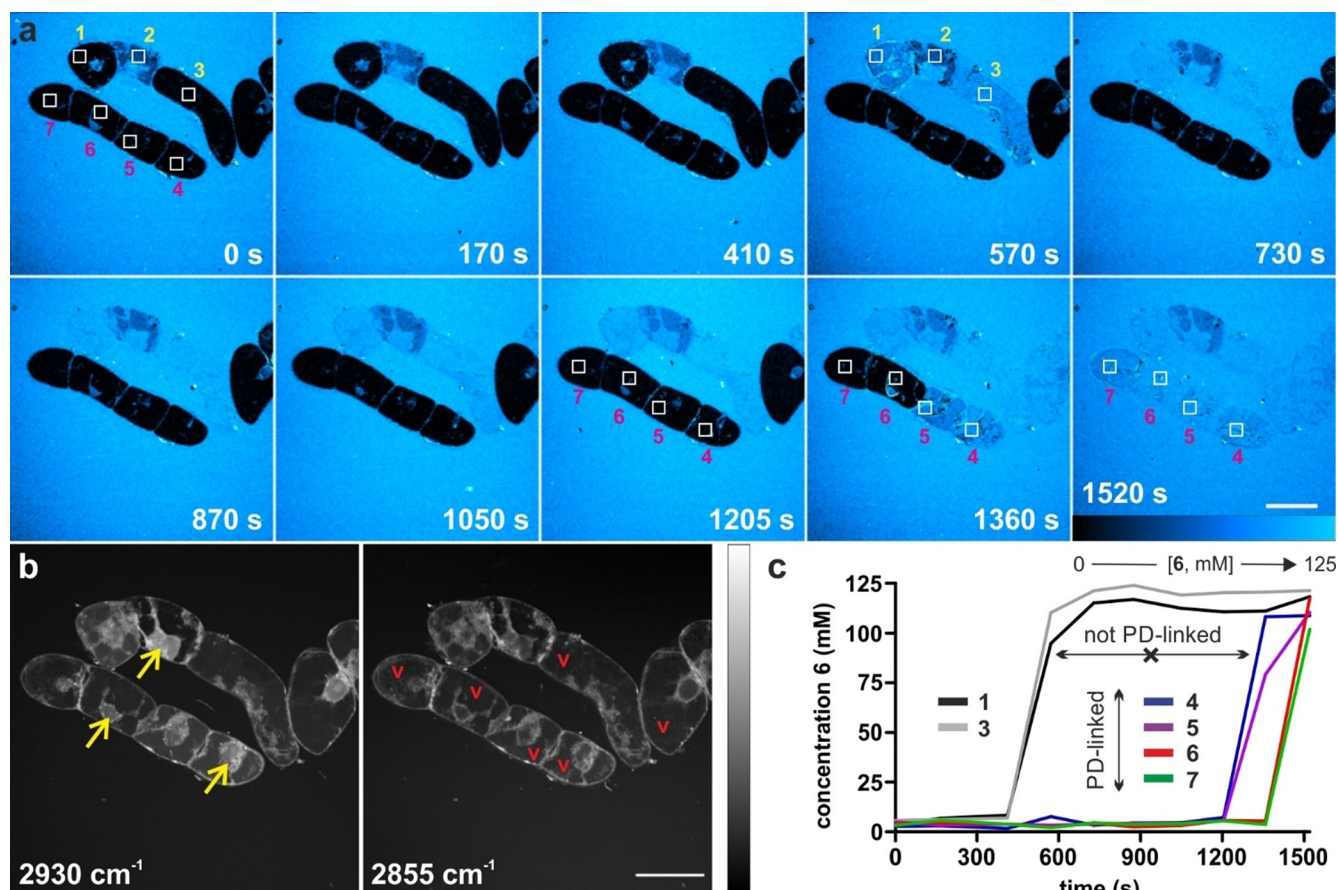 a
1 2 3
7 6 5 4
0 s
170 s
410 s
1 2 3
570 s
730 s
870 s
1050 s
7 6 5 4
1205 s
7 6 5 4
1360 s
7 6 5 4
1520 s
b
2930 cm-1
v v v v v
2855 cm-1
c
0 [6, mM] 125
concentration 6 (mM)
125
100
75
50
25
0
not PD-linked
PD-linked
1
3
4
5
6
7
0 300 600 900 1200 1500
time (s)